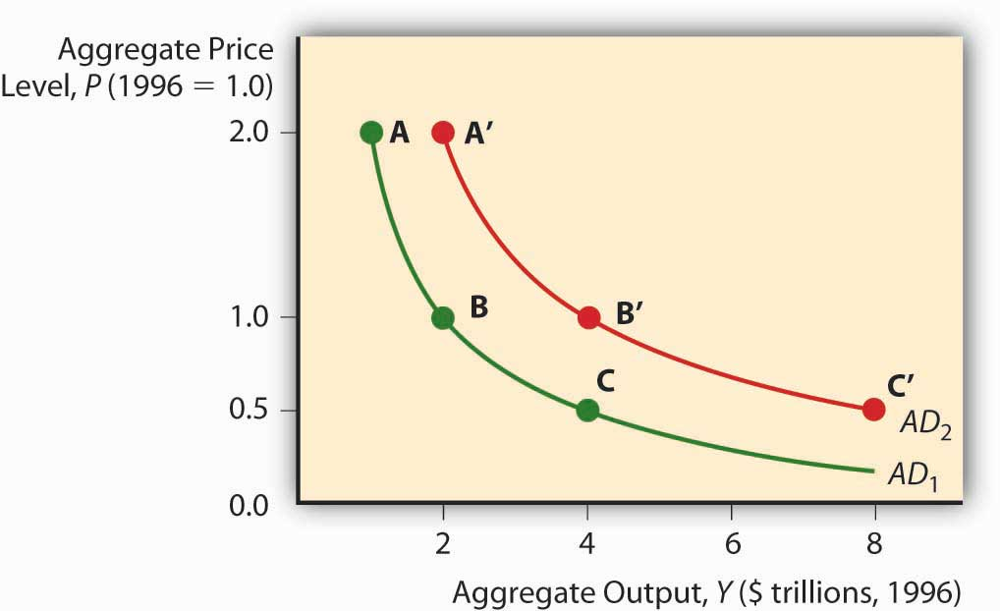 Aggregate Price
Level, P (1996 = 1.0)
2.0
A
A′
1.0
B
B′
C
C′
0.5
AD2
AD1
0.0
2
4
6
8
Aggregate Output, Y ($ trillions, 1996)